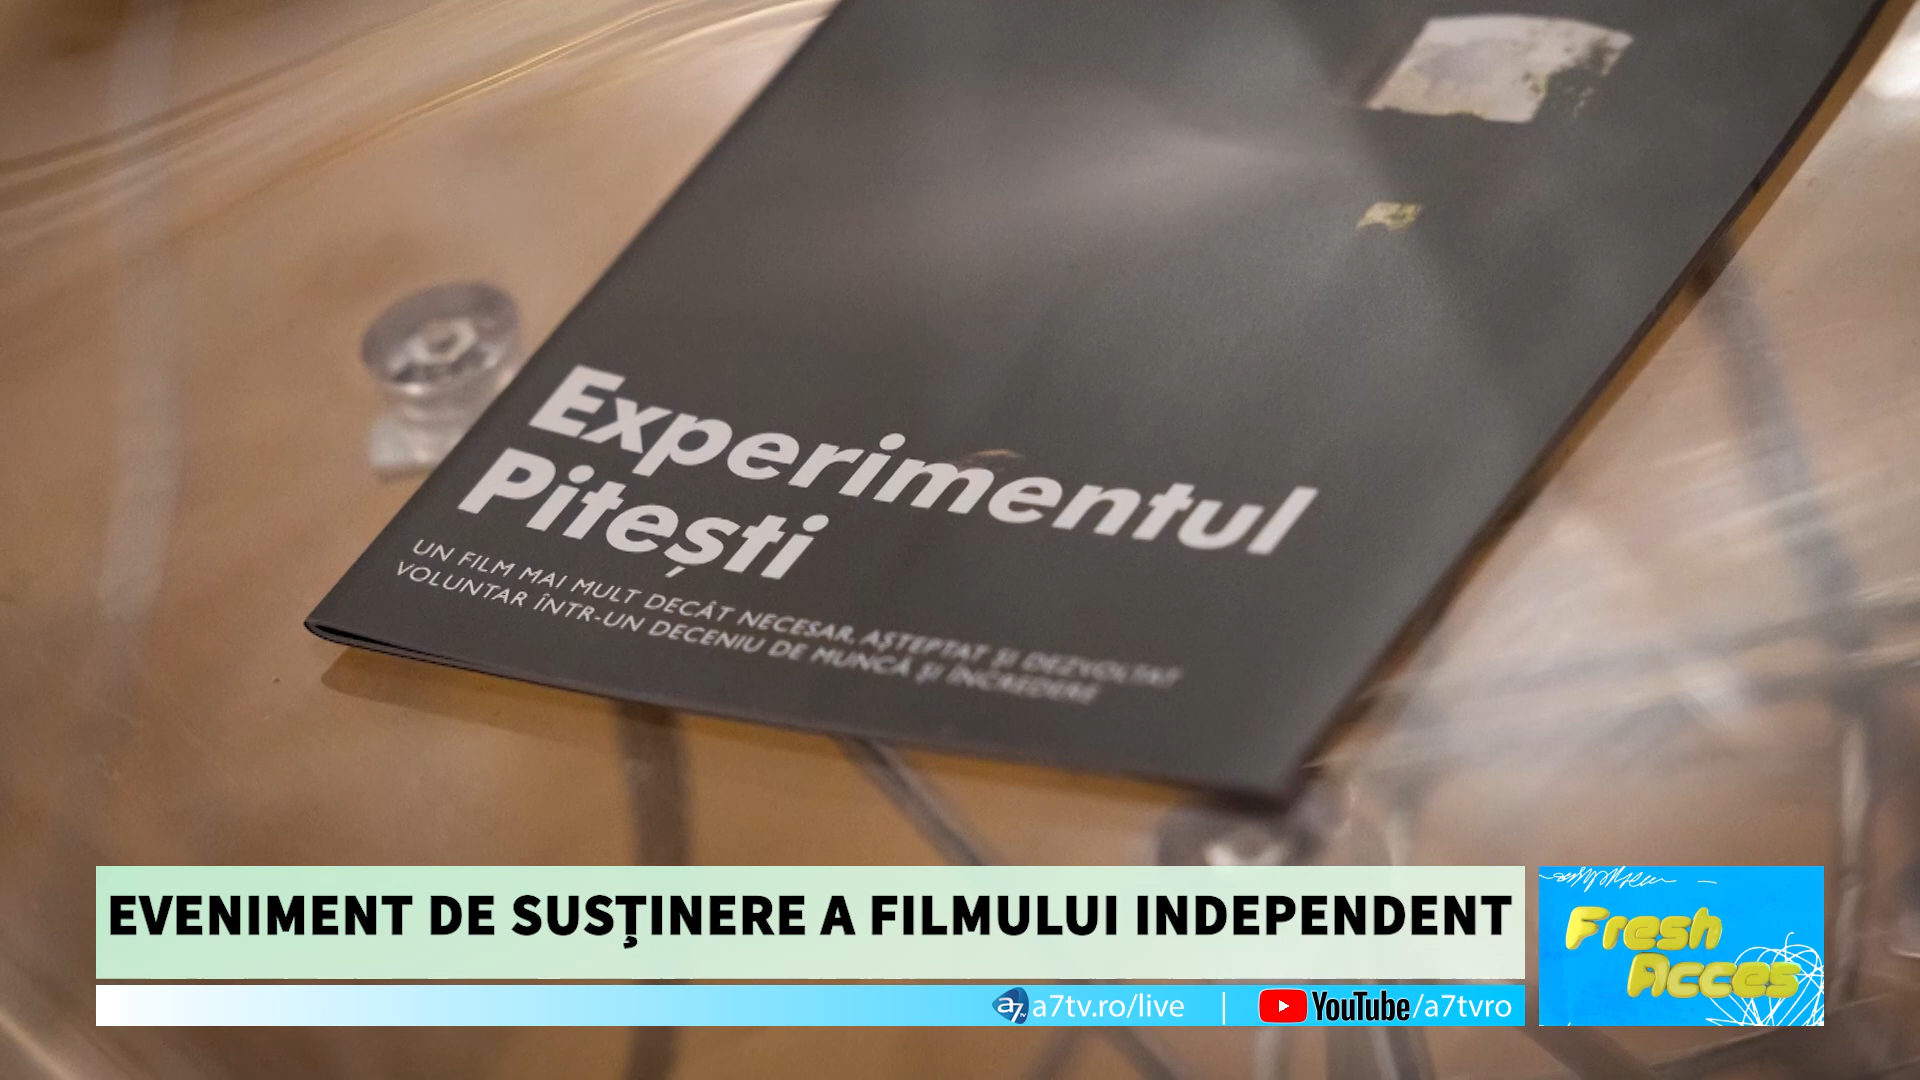 Experimentul
Pitești
UN FILM MAI MULT DECÂT NECESAR, AȘTEPTAT ȘI DEZVOLTAT
VOLUNTAR ÎNTR-UN DECENIU DE MUNCĂ ȘI ÎNCREDERE
EVENIMENT DE SUSȚINERE A FILMULUI INDEPENDENT
a7 a7tv.ro/live | YouTube/a7tvro
Fresh
Acces